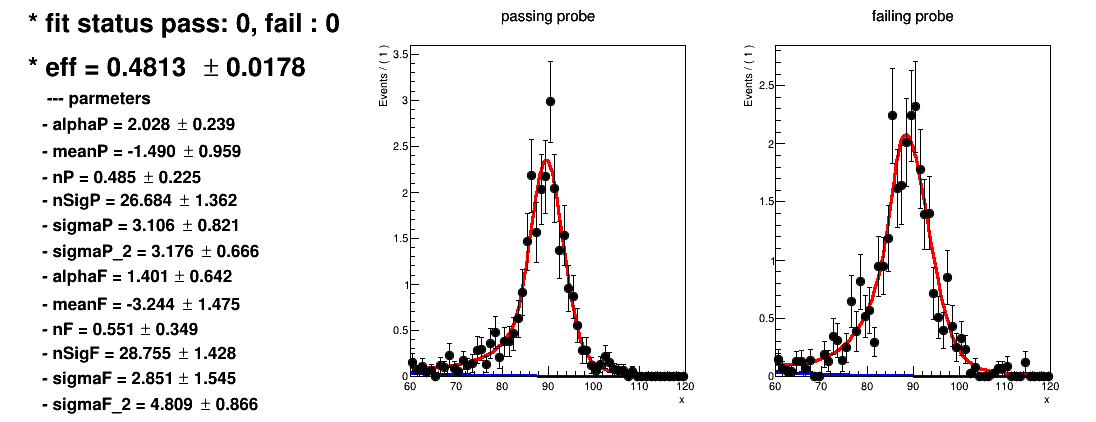 * fit status pass: 0, fail : 0
* eff = 0.4813 ± 0.0178
--- parmeters
- alphaP = 2.028 ± 0.239
- meanP = -1.490 ± 0.959
- nP = 0.485 ± 0.225
- nSigP = 26.684 ± 1.362
- sigmaP = 3.106 ± 0.821
- sigmaP_2 = 3.176 ± 0.666
- alphaF = 1.401 ± 0.642
- meanF = -3.244 ± 1.475
- nF = 0.551 ± 0.349
- nSigF = 28.755 ± 1.428
- sigmaF = 2.851 ± 1.545
- sigmaF_2 = 4.809 ± 0.866
passing probe
Events / ( 1 )
3.5
3
2.5
2
1.5
1
0.5
0
60 70 80 90 100 110 120
x
failing probe
Events / ( 1 )
2.5
2
1.5
1
0.5
0
60 70 80 90 100 110 120
x